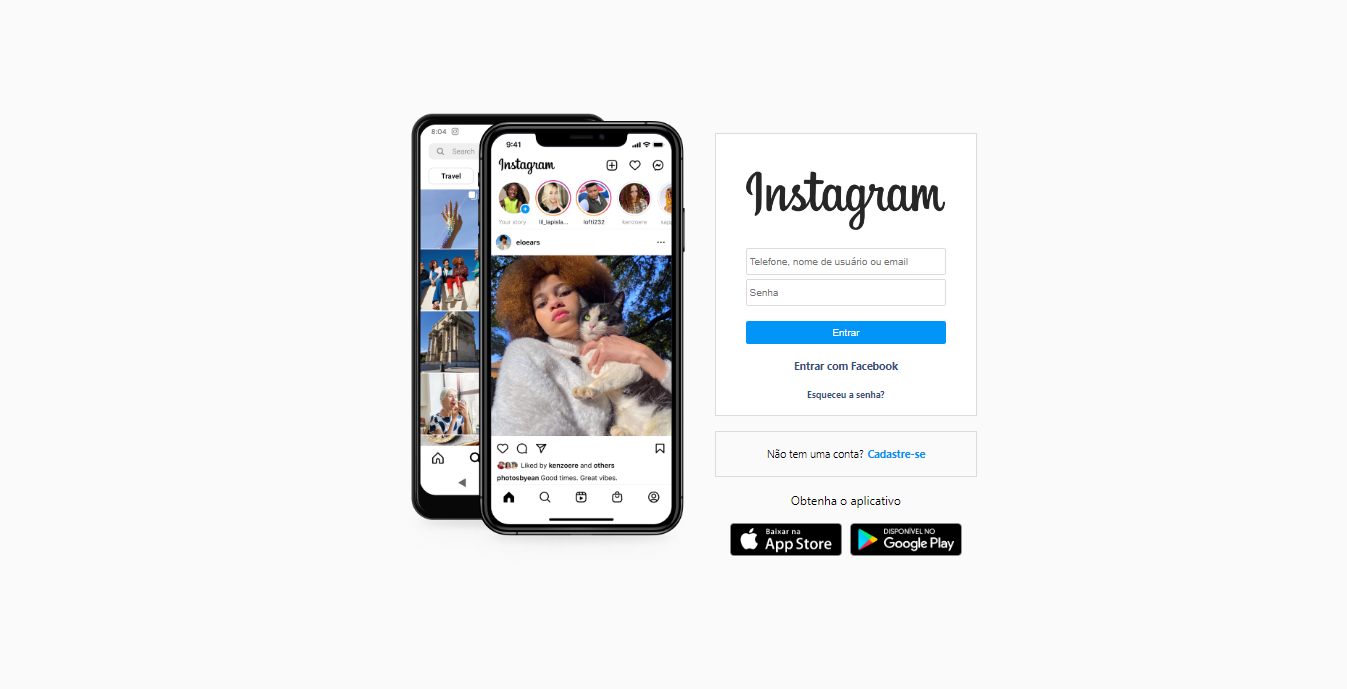 8:04
Search
Travel
9:41
Instagram
Your story
lil_lapisla...
lofti232
kenzoere
eloears
Liked by kenzoere and others
photosbyean Good times. Great vibes.
Instagram
Telefone, nome de usuário ou email
Senha
Entrar
Entrar com Facebook
Esqueceu a senha?
Não tem uma conta? Cadastre-se
Obtenha o aplicativo
Baixar na
App Store
DISPONÍVEL NO
Google Play